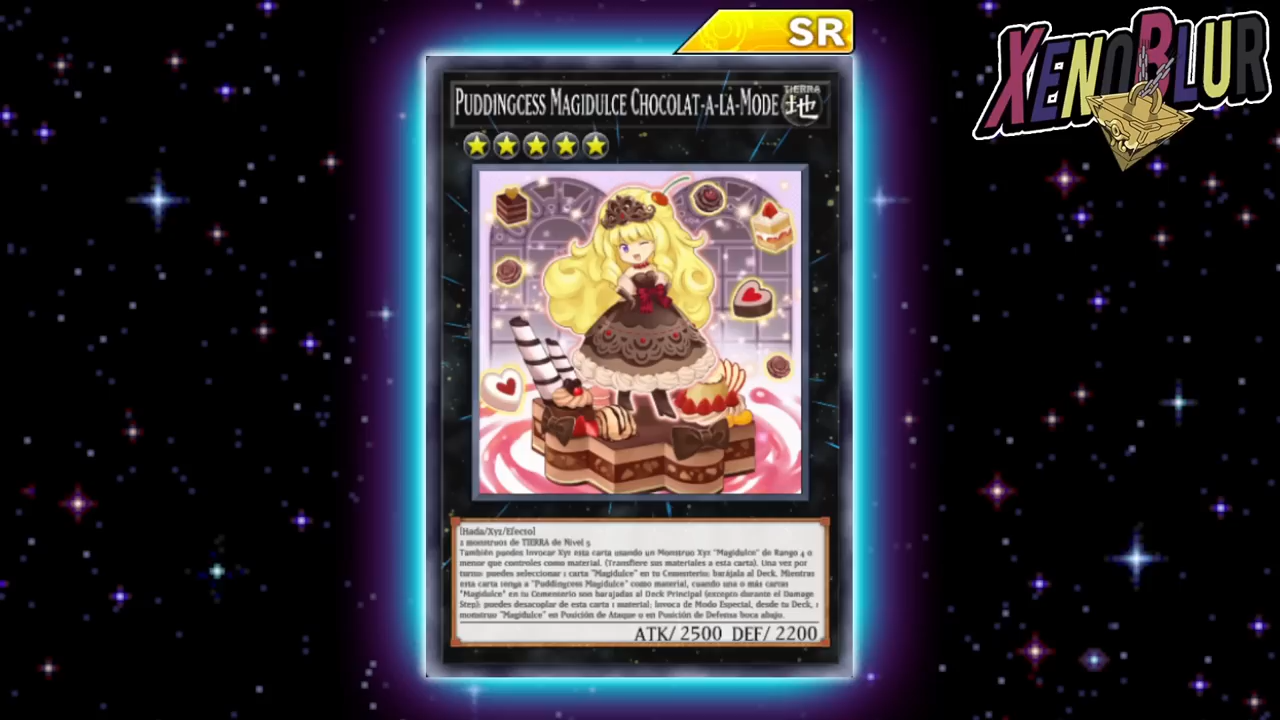 SR
XENOBLUR
PUDDINGCESS MAGIDULCE CHOCOLAT-A-LA-MODE
TIERRA
地
[Hada/Xyz/Efecto]
2 monstruos de TIERRA de Nivel 5
También puedes Invocar Xyz esta carta usando un Monstruo Xyz "Magidulce" de Rango 4 o
menor que controles como material. (Transfiere sus materiales a esta carta). Una vez por
turno: puedes seleccionar 1 carta "Magidulce" en tu Cementerio; barájala al Deck. Mientras
esta carta tenga a "Puddingcess Magidulce" como material, cuando una o más cartas
"Magidulce" en tu Cementerio son barajadas al Deck Principal (excepto durante el Damage
Step): puedes desacoplar de esta carta 1 material; Invoca de Modo Especial, desde tu Deck, 1
monstruo "Magidulce" en Posición de Ataque o en Posición de Defensa boca abajo.
ATK/ 2500 DEF/ 2200